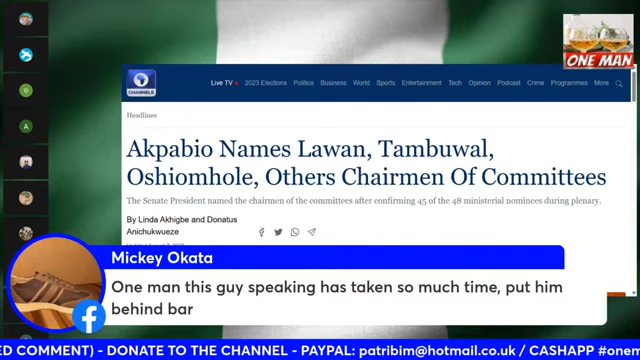 ONE MAN
CHANNELS
Live TV 2023 Elections Politics Business World Sports Entertainment Tech Opinion Podcast Crime Programmes More
Headlines
Akpabio Names Lawan, Tambuwal,
Oshiomhole, Others Chairmen Of Committees
The Senate President named the chairmen of the committees after confirming 45 of the 48 ministerial nominees during plenary.
By Linda Akhigbe and Donatus
Anichukwueze
Mickey Okata
One man this guy speaking has taken so much time, put him
behind bar
ED COMMENT) - DONATE TO THE CHANNEL - PAYPAL: patribim@hotmail.co.uk / CASHAPP #onem